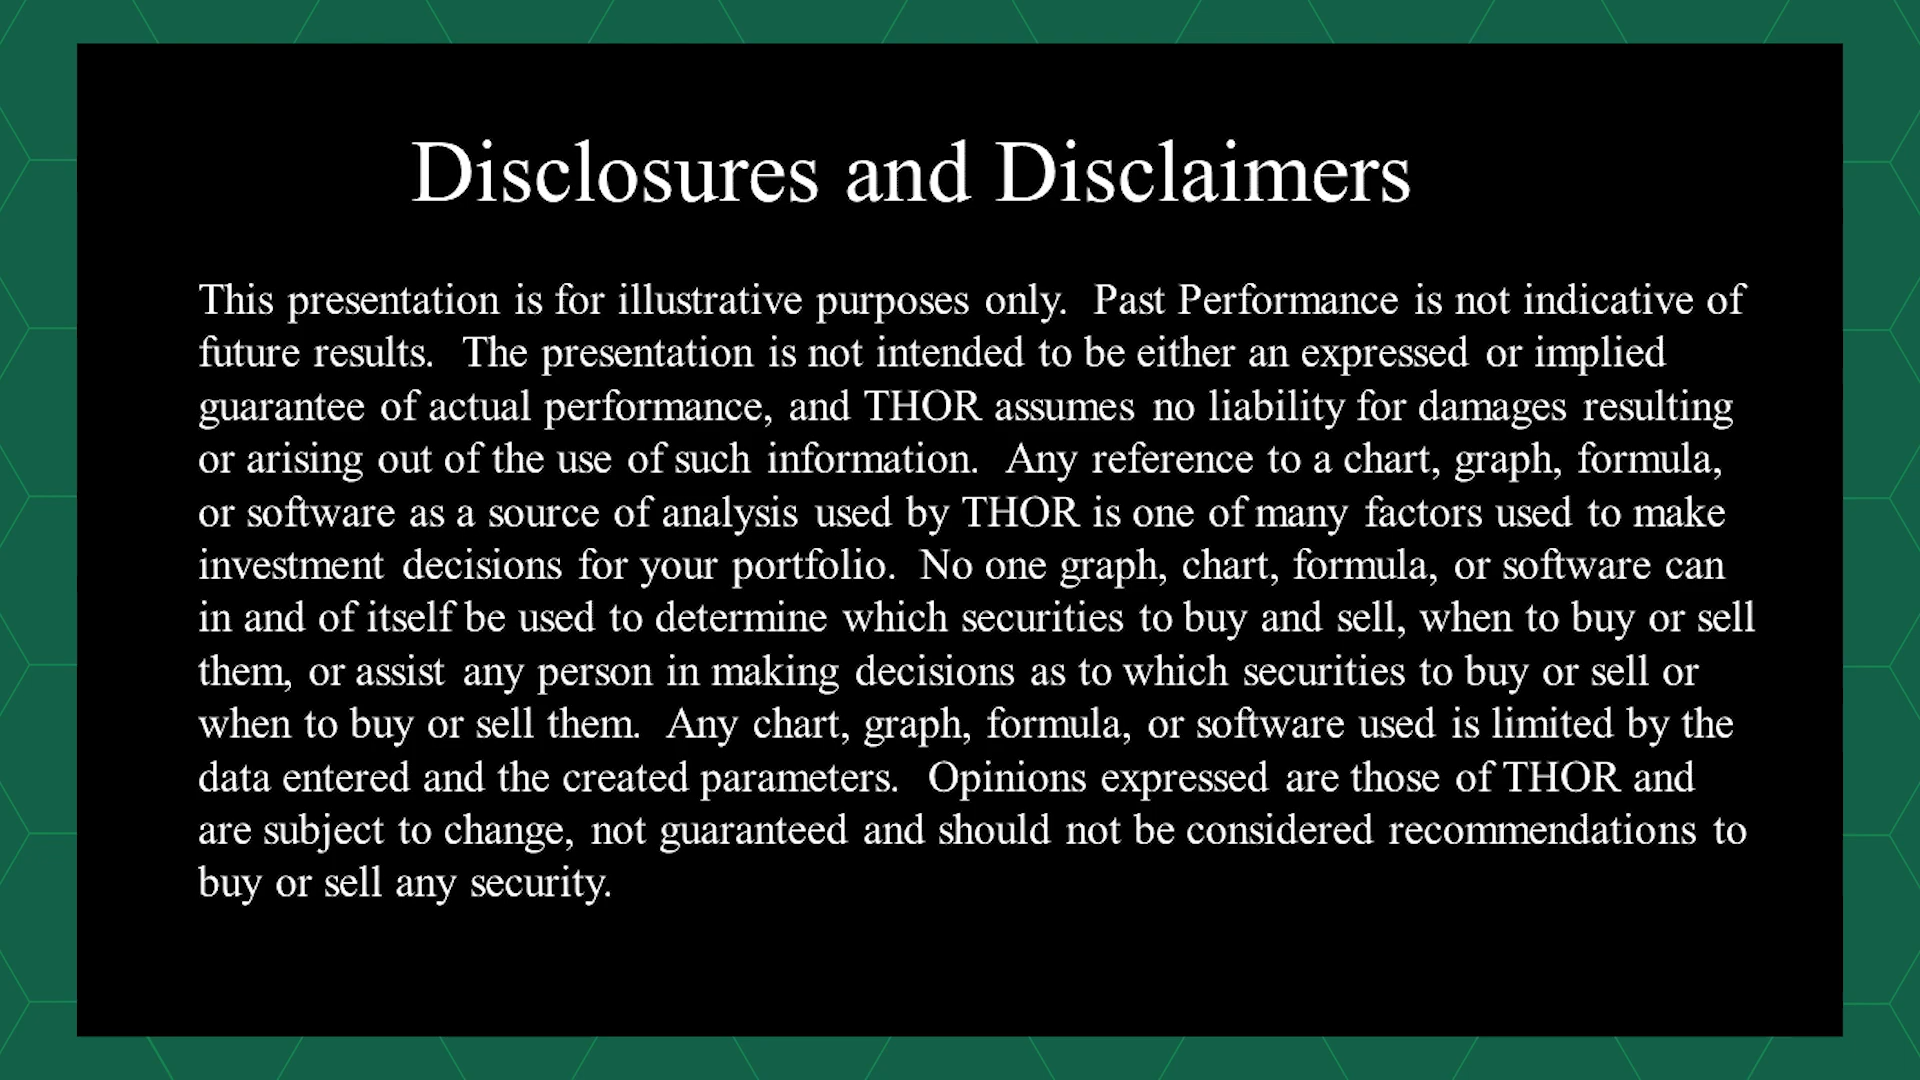 Disclosures and Disclaimers
This presentation is for illustrative purposes only.  Past Performance is not indicative of
future results.  The presentation is not intended to be either an expressed or implied
guarantee of actual performance, and THOR assumes no liability for damages resulting
or arising out of the use of such information.  Any reference to a chart, graph, formula,
or software as a source of analysis used by THOR is one of many factors used to make
investment decisions for your portfolio.  No one graph, chart, formula, or software can
in and of itself be used to determine which securities to buy and sell, when to buy or sell
them, or assist any person in making decisions as to which securities to buy or sell or
when to buy or sell them.  Any chart, graph, formula, or software used is limited by the
data entered and the created parameters.  Opinions expressed are those of THOR and
are subject to change, not guaranteed and should not be considered recommendations to
buy or sell any security.